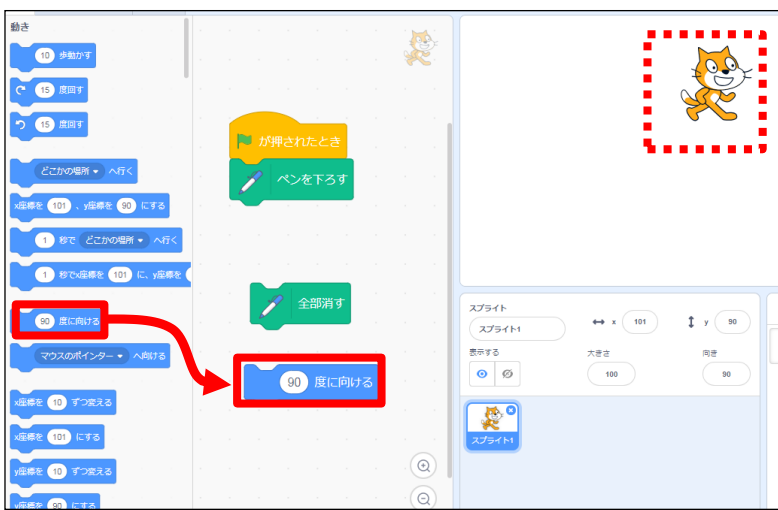 動き
10 歩動かす
15 度回す
15 度回す
どこかの場所 へ行く
x座標を 101 、y座標を 90 にする
1 秒で どこかの場所 へ行く
1 秒でx座標を 101 に、y座標を
90 度に向ける
マウスのポインター へ向ける
x座標を 10 ずつ変える
x座標を 101 にする
y座標を 10 ずつ変える
y座標を 90 にする
が押されたとき
ペンを下ろす
全部消す
90 度に向ける
スプライト
スプライト1
x 101
y 90
表示する
大きさ
向き
100
90
スプライト1